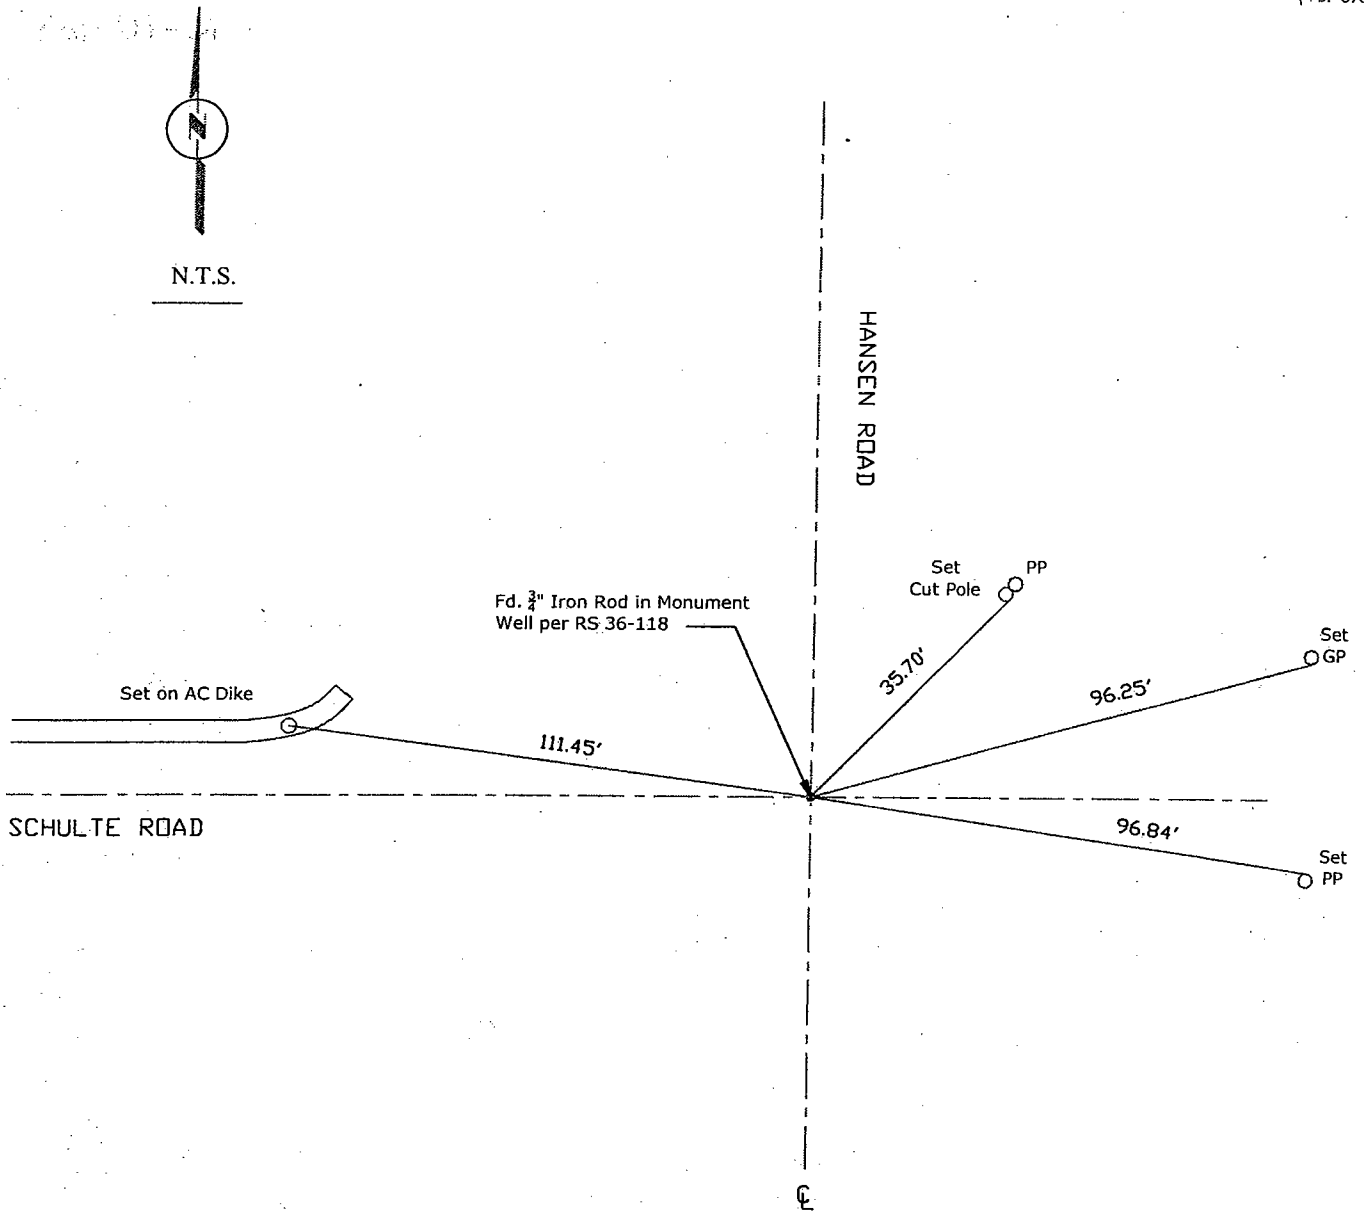 N
N.T.S.
HANSEN ROAD
Set
Cut Pole
PP
Fd. ¾" Iron Rod in Monument
Well per RS 36-118
Set
GP
35.70'
96.25'
Set on AC Dike
111.45'
SCHULTE ROAD
96.84'
Set
PP
℄